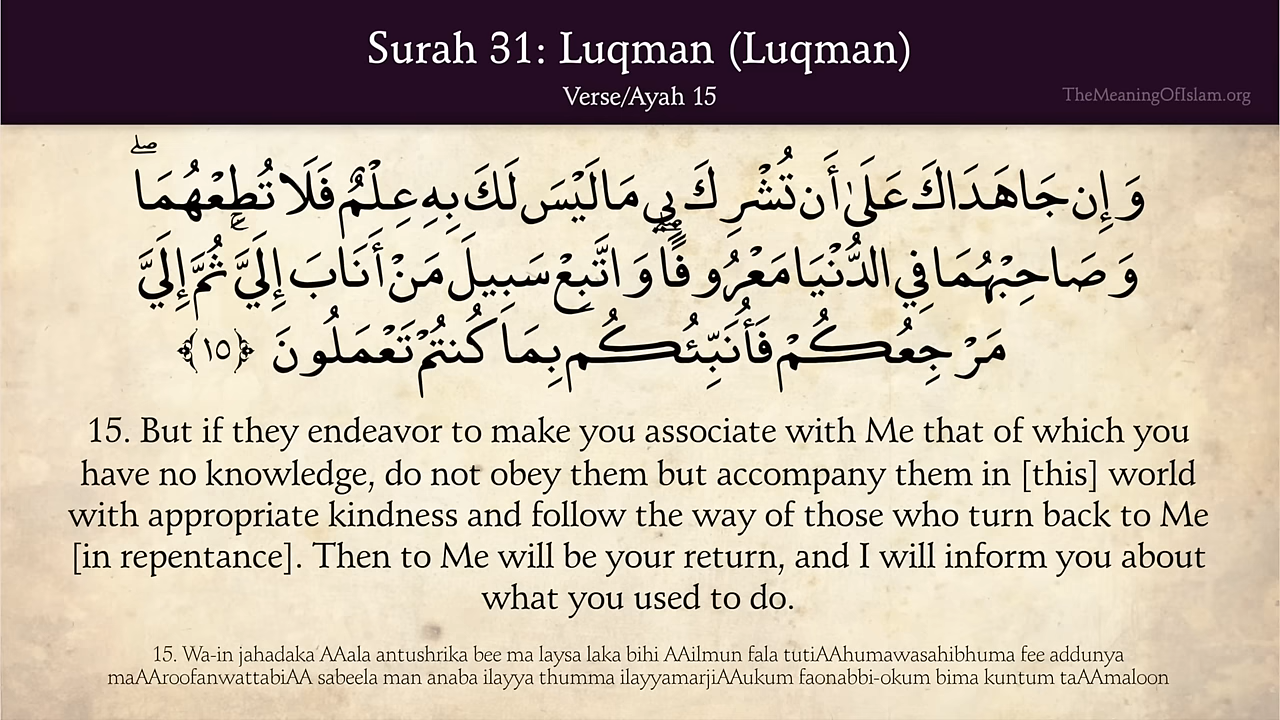 Surah 31: Luqman (Luqman)
Verse/Ayah 15
TheMeaningOfIslam.org
وَإِن جَاهَدَاكَ عَلَىٰ أَن تُشْرِكَ بِي مَا لَيْسَ لَكَ بِهِ عِلْمٌ فَلَا تُطِعْهُمَا ۖ
وَصَاحِبْهُمَا فِي الدُّنْيَا مَعْرُوفًا ۖ وَاتَّبِعْ سَبِيلَ مَنْ أَنَابَ إِلَيَّ ۚ ثُمَّ إِلَيَّ
مَرْجِعُكُمْ فَأُنَبِّئُكُم بِمَا كُنتُمْ تَعْمَلُونَ ﴿١٥﴾
15. But if they endeavor to make you associate with Me that of which you
have no knowledge, do not obey them but accompany them in [this] world
with appropriate kindness and follow the way of those who turn back to Me
[in repentance]. Then to Me will be your return, and I will inform you about
what you used to do.
15. Wa-in jahadaka AAala antushrika bee ma laysa laka bihi AAilmun fala tutiAAhumawasahibhuma fee addunya
maAAroofanwattabiAA sabeela man anaba ilayya thumma ilayyamarjiAAukum faonabbi-okum bima kuntum taAAmaloon